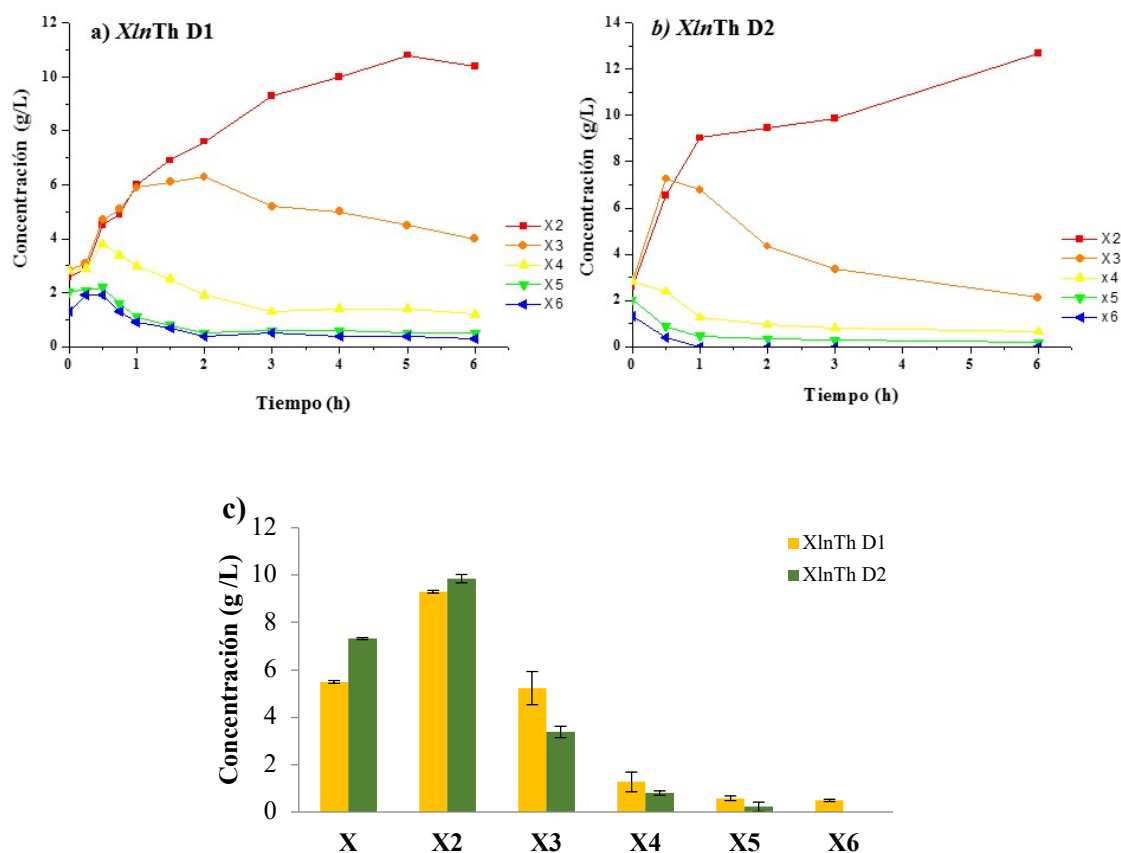 a) XlnTh D1
Concentración (g/L)
12
10
8
6
4
2
0
0 1 2 3 4 5 6
Tiempo (h)
X2
X3
X4
X5
X6
b) XlnTh D2
Concentración (g/L)
14
12
10
8
6
4
2
0
0 1 2 3 4 5 6
Tiempo (h)
X2
X3
x4
x5
x6
c)
Concentración (g /L)
12
10
8
6
4
2
0
X X2 X3 X4 X5 X6
XlnTh D1
XlnTh D2